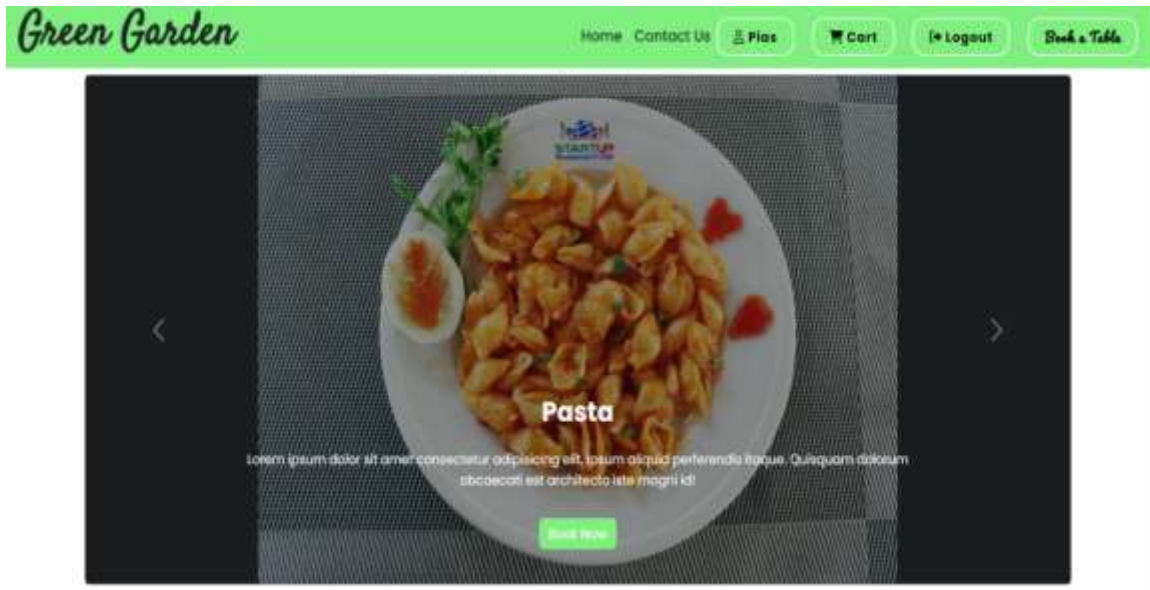 Green Garden
Home Contact Us Pias Cart Logout Book a Table
STARTUP
Pasta
Lorem ipsum dolor sit amet consectetur adipisicing elit. Ipsum aliquid perferendis itaque. Quisquam dolorum
obcaecati est architecto iste magni id!
Book Now